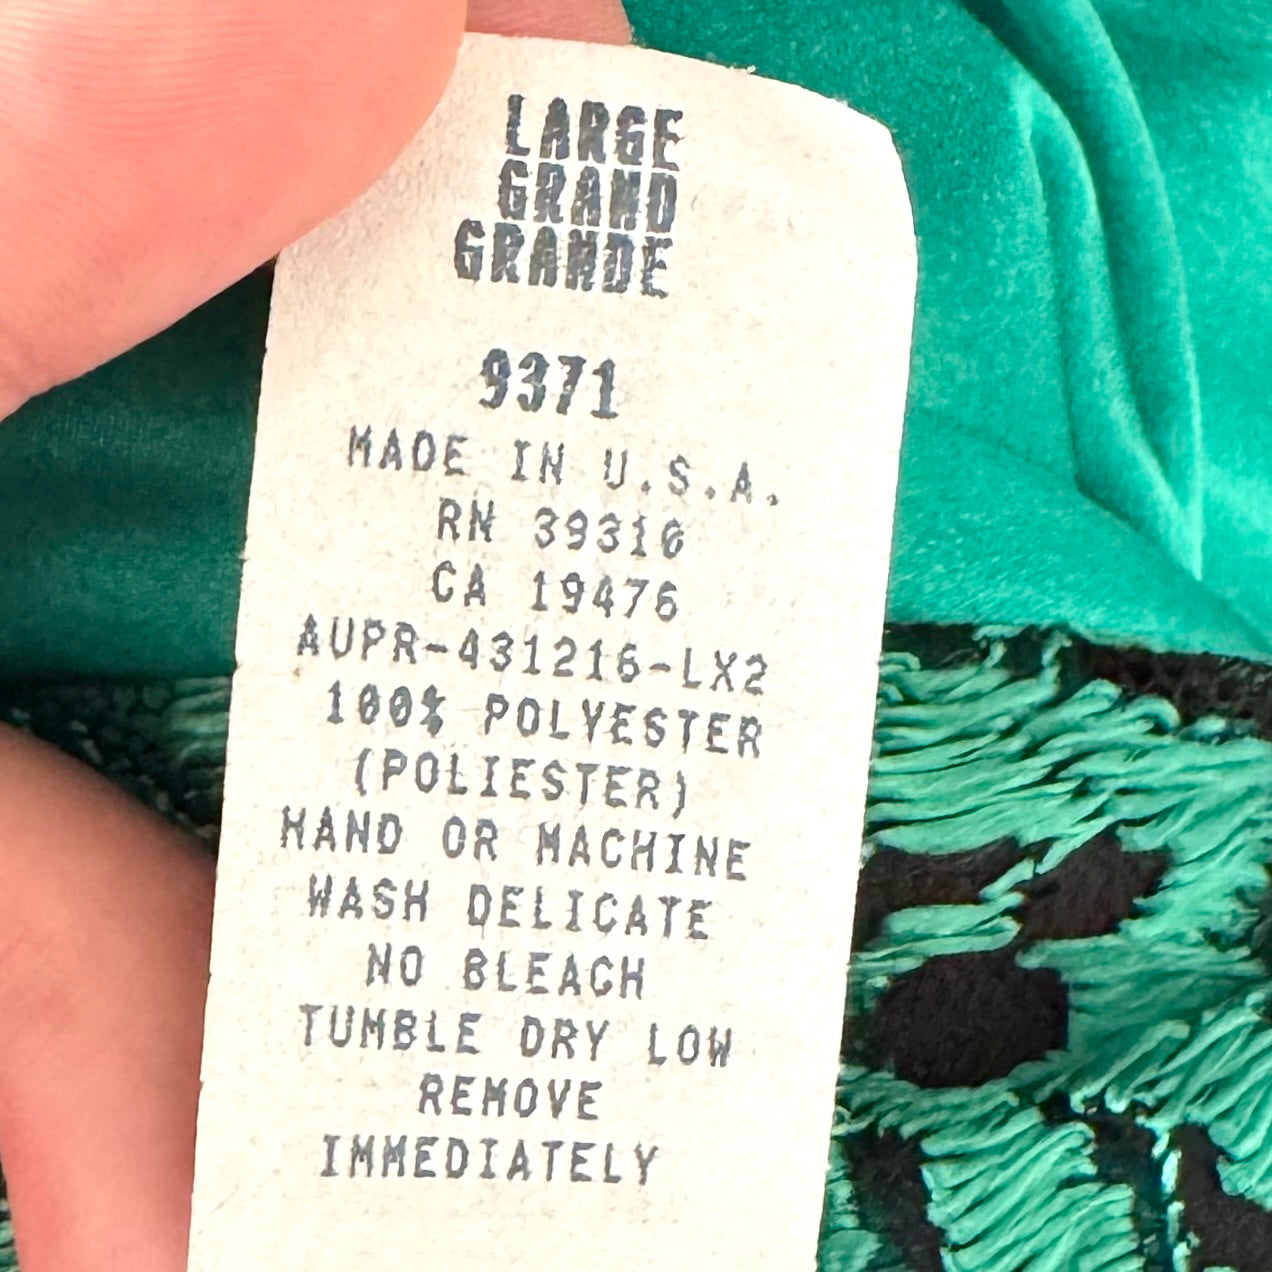 LARGE
GRAND
GRANDE
9371
MADE IN U.S.A.
RN 39316
CA 19476
AUPR-431216-LX2
100% POLYESTER
(POLIESTER)
HAND OR MACHINE
WASH DELICATE
NO BLEACH
TUMBLE DRY LOW
REMOVE
IMMEDIATELY